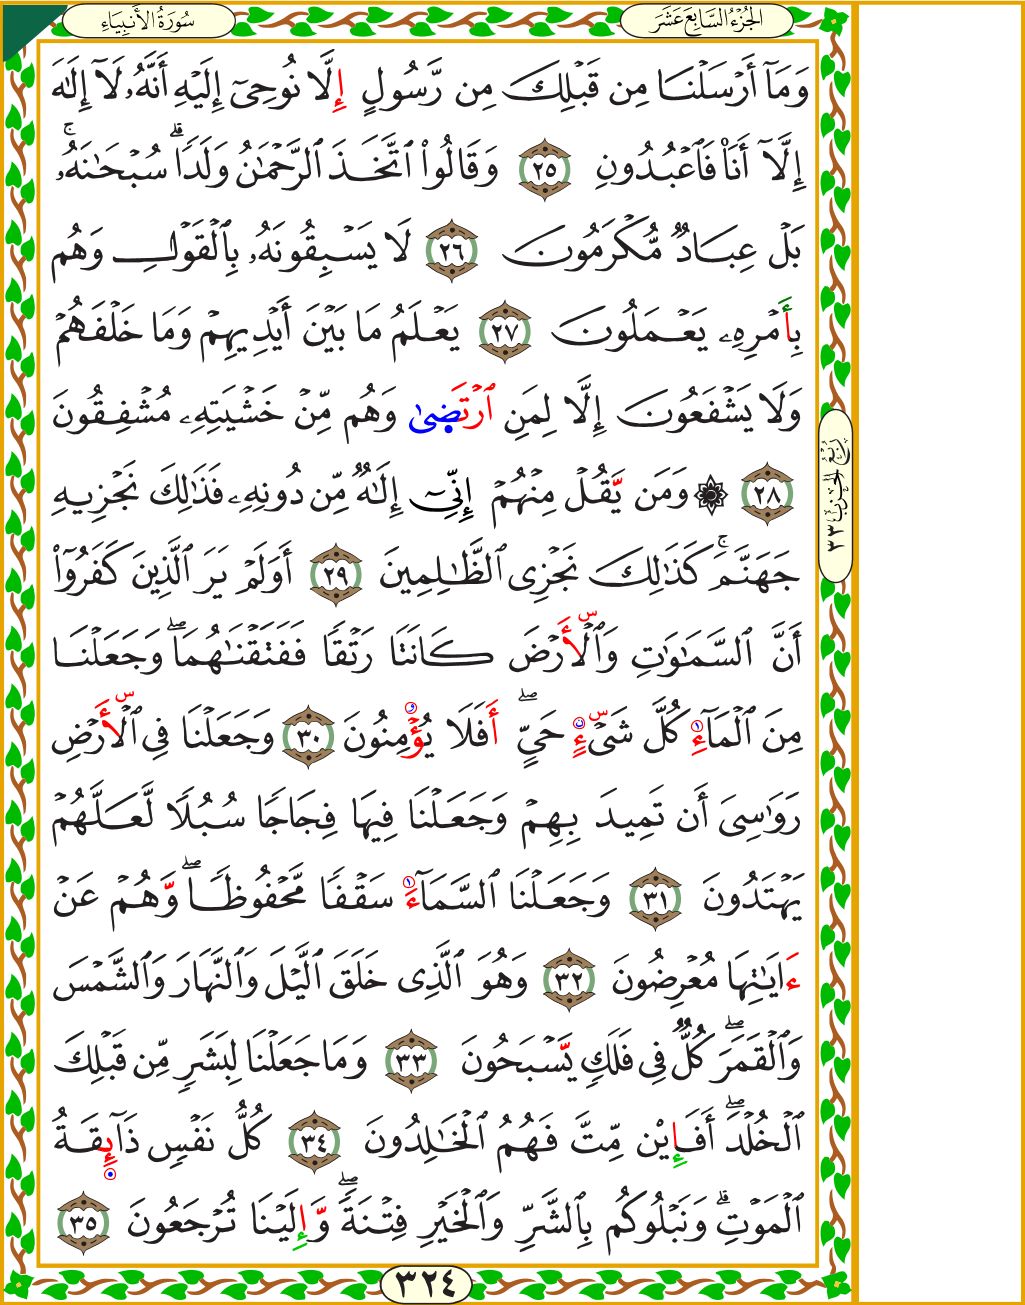 سُورَةُ الأَنبِيَاءِ
الجُزْءُ السَّابِعَ عَشَرَ
وَمَآ أَرْسَلْنَا مِن قَبْلِكَ مِن رَّسُولٍ إِلَّا نُوحِىٓ إِلَيْهِ أَنَّهُۥ لَآ إِلَٰهَ
إِلَّآ أَنَا۠ فَٱعْبُدُونِ ٢٥ وَقَالُوا۟ ٱتَّخَذَ ٱلرَّحْمَٰنُ وَلَدًا ۗ سُبْحَٰنَهُۥ ۚ
بَلْ عِبَادٌ مُّكْرَمُونَ ٢٦ لَا يَسْبِقُونَهُۥ بِٱلْقَوْلِ وَهُم
بِأَمْرِهِۦ يَعْمَلُونَ ٢٧ يَعْلَمُ مَا بَيْنَ أَيْدِيهِمْ وَمَا خَلْفَهُمْ
وَلَا يَشْفَعُونَ إِلَّا لِمَنِ ٱرْتَضَىٰ وَهُم مِّنْ خَشْيَتِهِۦ مُشْفِقُونَ
٢٨ ۞ وَمَن يَقُلْ مِنْهُمْ إِنِّىٓ إِلَٰهٌ مِّن دُونِهِۦ فَذَٰلِكَ نَجْزِيهِ
جَهَنَّمَ ۚ كَذَٰلِكَ نَجْزِى ٱلظَّٰلِمِينَ ٢٩ أَوَلَمْ يَرَ ٱلَّذِينَ كَفَرُوٓا۟
أَنَّ ٱلسَّمَٰوَٰتِ وَٱلْأَرْضَ كَانَتَا رَتْقًا فَفَتَقْنَٰهُمَا ۖ وَجَعَلْنَا
مِنَ ٱلْمَآءِ كُلَّ شَىْءٍ حَىٍّ ۖ أَفَلَا يُؤْمِنُونَ ٣٠ وَجَعَلْنَا فِى ٱلْأَرْضِ
رَوَٰسِىَ أَن تَمِيدَ بِهِمْ وَجَعَلْنَا فِيهَا فِجَاجًا سُبُلًا لَّعَلَّهُمْ
يَهْتَدُونَ ٣١ وَجَعَلْنَا ٱلسَّمَآءَ سَقْفًا مَّحْفُوظًا ۖ وَّهُمْ عَنْ
ءَايَٰتِهَا مُعْرِضُونَ ٣٢ وَهُوَ ٱلَّذِى خَلَقَ ٱلَّيْلَ وَٱلنَّهَارَ وَٱلشَّمْسَ
وَٱلْقَمَرَ ۖ كُلٌّ فِى فَلَكٍ يَّسْبَحُونَ ٣٣ وَمَا جَعَلْنَا لِبَشَرٍ مِّن قَبْلِكَ
ٱلْخُلْدَ ۖ أَفَإِيْن مِّتَّ فَهُمُ ٱلْخَٰلِدُونَ ٣٤ كُلُّ نَفْسٍ ذَآئِقَةُ
ٱلْمَوْتِ ۗ وَنَبْلُوكُم بِٱلشَّرِّ وَٱلْخَيْرِ فِتْنَةً ۖ وَّإِلَيْنَا تُرْجَعُونَ ٣٥
رُبْعُ الْحِزْبِ ٣٣
٣٢٤